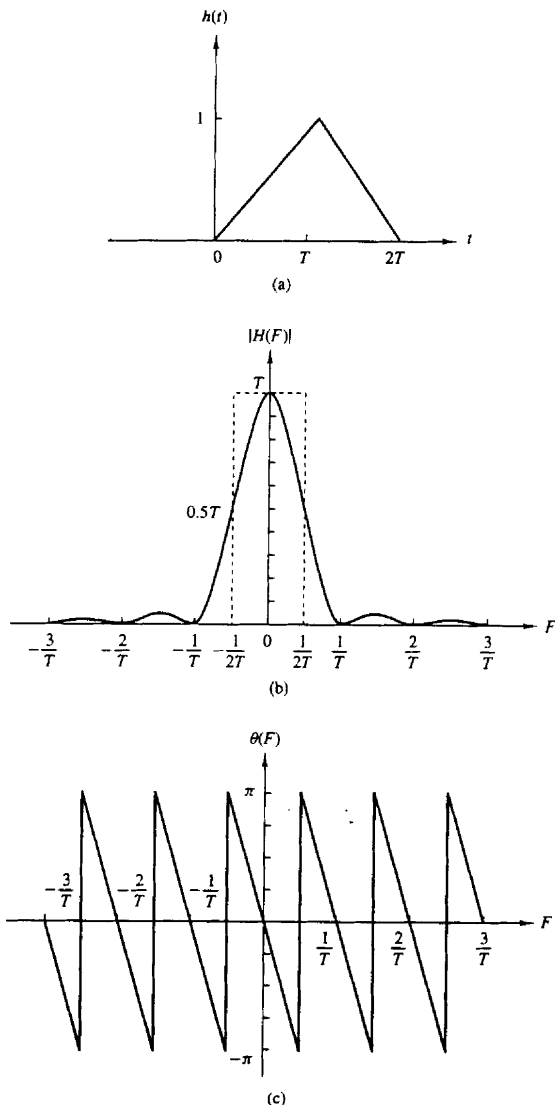 h(t)
1
0 T 2T t
(a)
|H(F)|
T
0.5T
F
-3/T -2/T -1/T -1/2T 0 1/2T 1/T 2/T 3/T
(b)
θ(F)
π
-3/T -2/T -1/T
F
1/T 2/T 3/T
-π
(c)